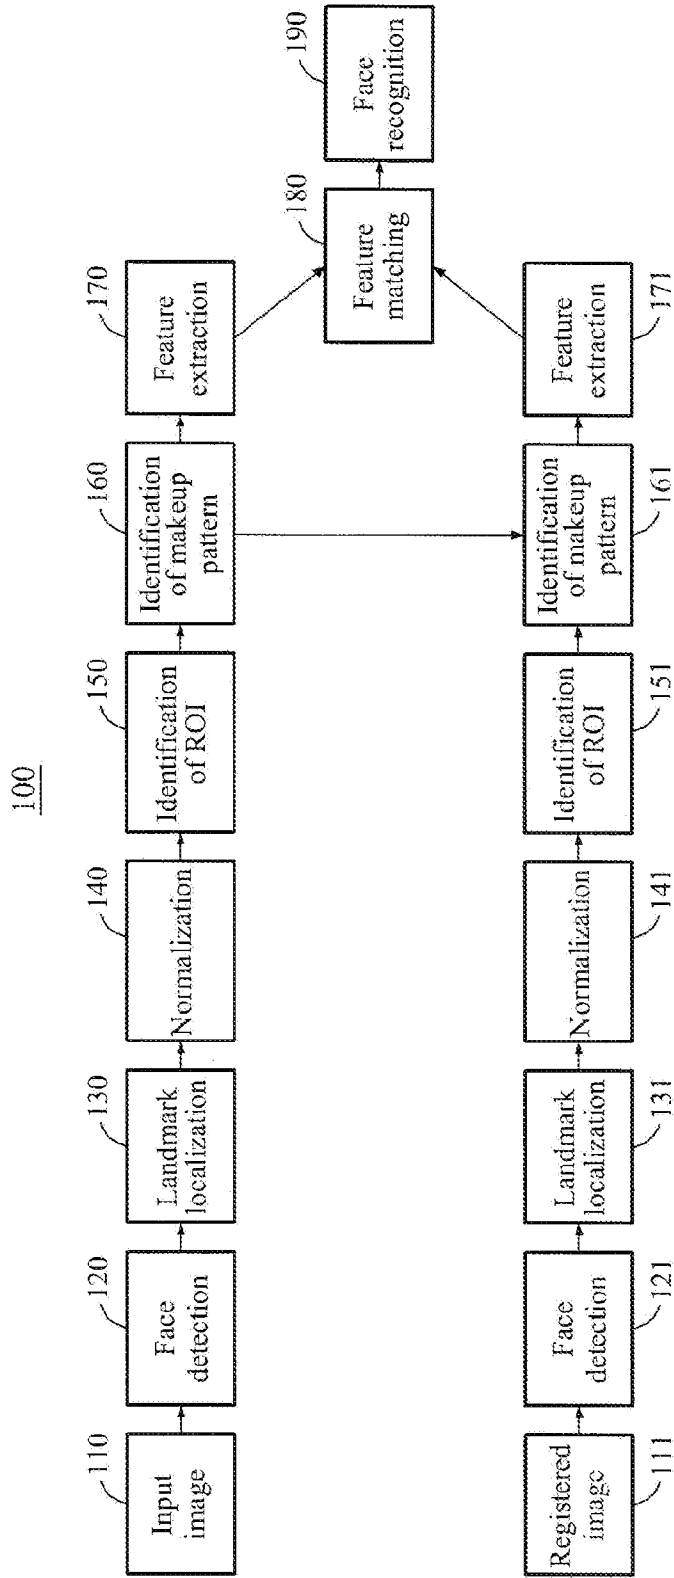 100
110
Input
image
120
Face
detection
130
Landmark
localization
140
Normalization
150
Identification
of ROI
160
Identification
of makeup
pattern
170
Feature
extraction
180
Feature
matching
190
Face
recognition
Registered
image
111
Face
detection
121
Landmark
localization
131
Normalization
141
Identification
of ROI
151
Identification
of makeup
pattern
161
Feature
extraction
171